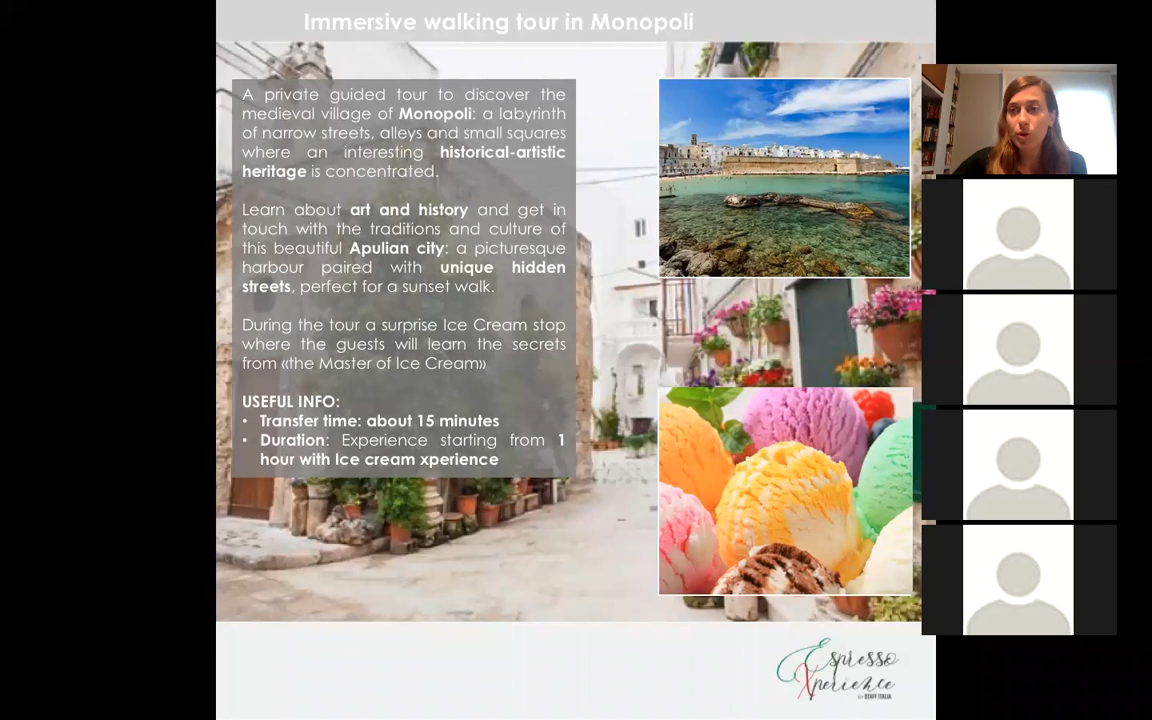 Immersive walking tour in Monopoli
A private guided tour to discover the
medieval village of Monopoli: a labyrinth
of narrow streets, alleys and small squares
where an interesting historical-artistic
heritage is concentrated.
Learn about art and history and get in
touch with the traditions and culture of
this beautiful Apulian city: a picturesque
harbour paired with unique hidden
streets, perfect for a sunset walk.
During the tour a surprise Ice Cream stop
where the guests will learn the secrets
from «the Master of Ice Cream»
USEFUL INFO:
• Transfer time: about 15 minutes
• Duration: Experience starting from 1
hour with Ice cream xperience
Espresso
Xperience
BY STAFF ITALIA